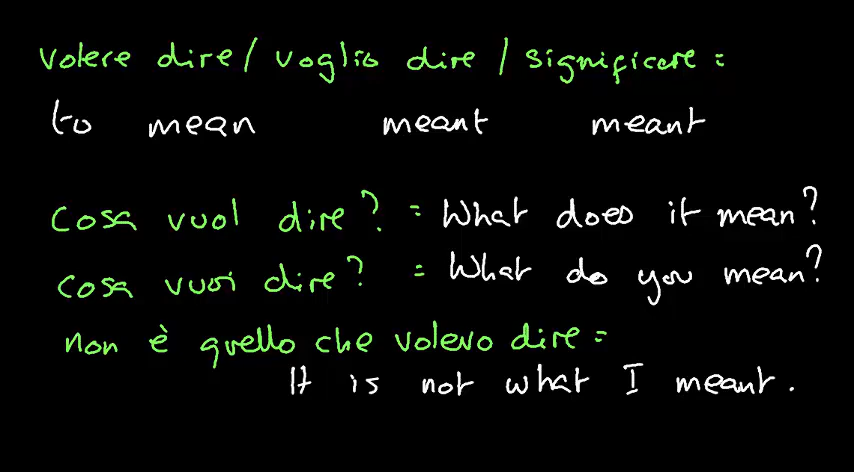 volere dire / voglio dire / significare =
to mean meant meant
Cosa vuol dire? = What does it mean?
Cosa vuoi dire? = What do you mean?
non è quello che volevo dire =
It is not what I meant.